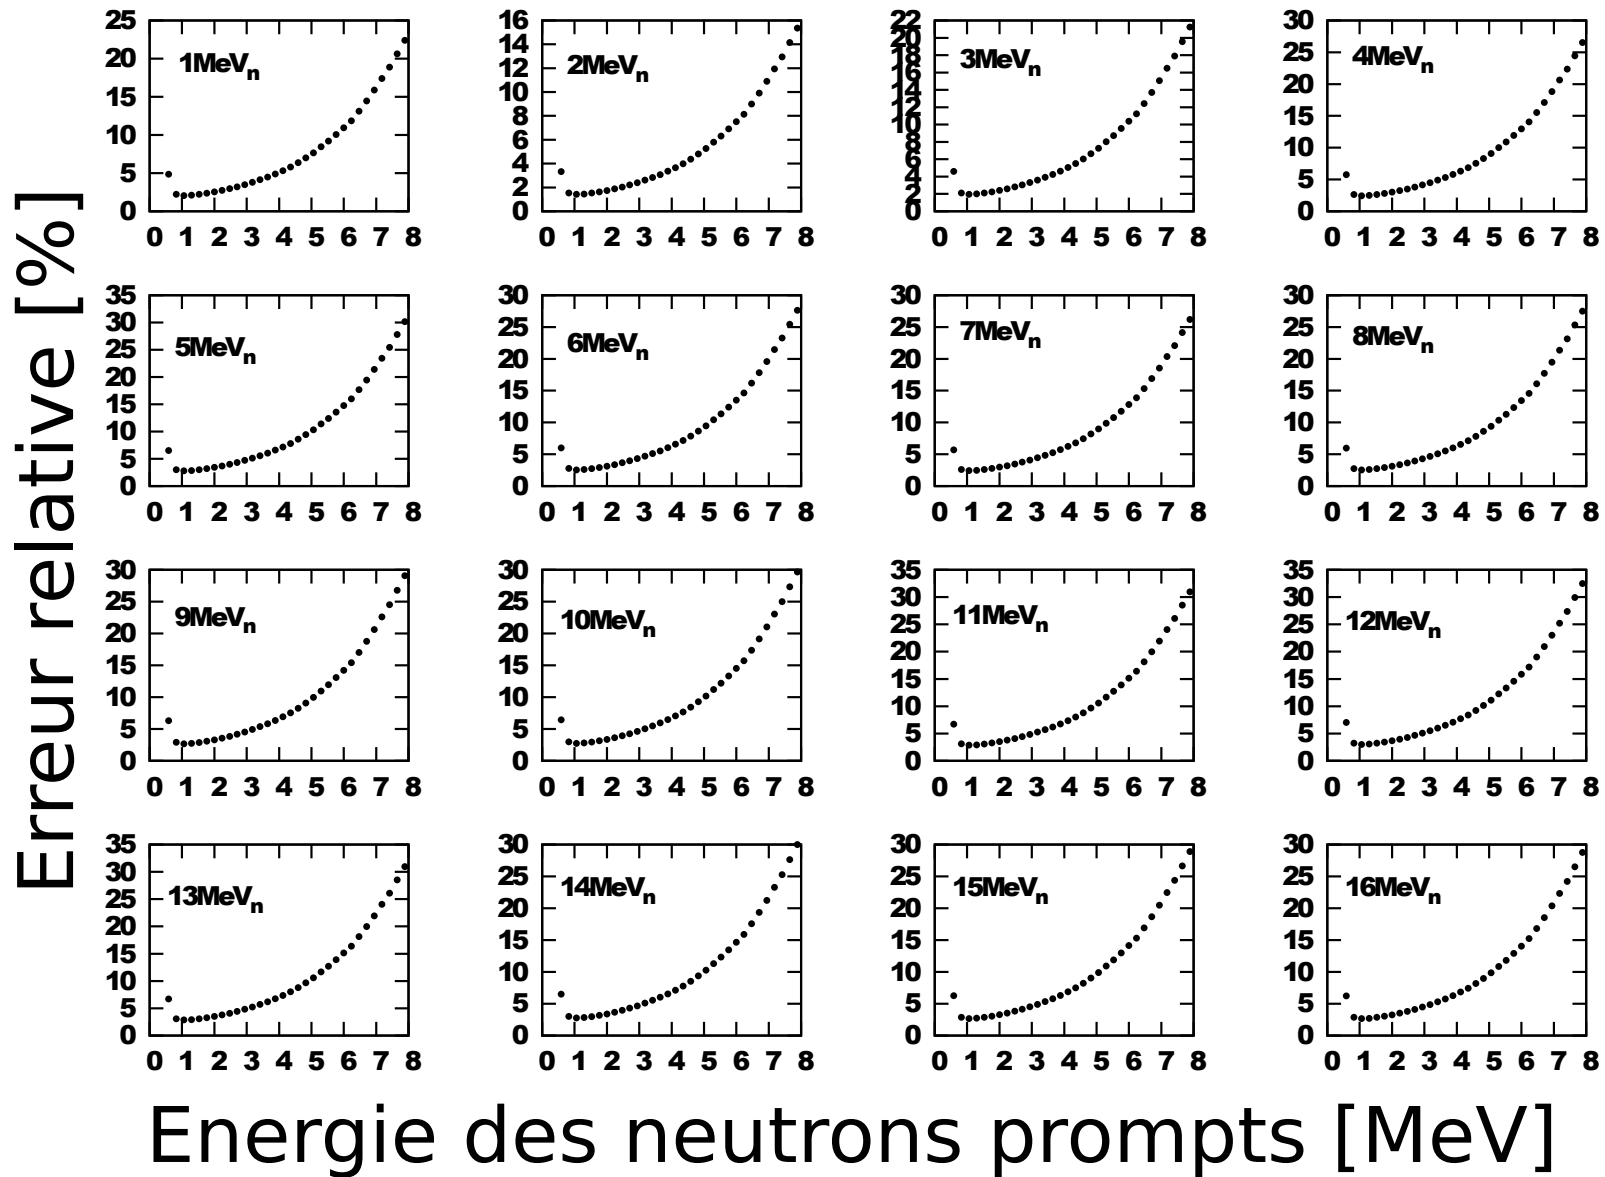 Erreur relative [%]
25 20 15 10 5 0
1MeVn
0 1 2 3 4 5 6 7 8
16 14 12 10 8 6 4 2 0
2MeVn
0 1 2 3 4 5 6 7 8
22 20 18 16 14 12 10 8 6 4 2 0
3MeVn
0 1 2 3 4 5 6 7 8
30 25 20 15 10 5 0
4MeVn
0 1 2 3 4 5 6 7 8
35 30 25 20 15 10 5 0
5MeVn
0 1 2 3 4 5 6 7 8
30 25 20 15 10 5 0
6MeVn
0 1 2 3 4 5 6 7 8
30 25 20 15 10 5 0
7MeVn
0 1 2 3 4 5 6 7 8
30 25 20 15 10 5 0
8MeVn
0 1 2 3 4 5 6 7 8
30 25 20 15 10 5 0
9MeVn
0 1 2 3 4 5 6 7 8
30 25 20 15 10 5 0
10MeVn
0 1 2 3 4 5 6 7 8
35 30 25 20 15 10 5 0
11MeVn
0 1 2 3 4 5 6 7 8
35 30 25 20 15 10 5 0
12MeVn
0 1 2 3 4 5 6 7 8
35 30 25 20 15 10 5 0
13MeVn
0 1 2 3 4 5 6 7 8
30 25 20 15 10 5 0
14MeVn
0 1 2 3 4 5 6 7 8
30 25 20 15 10 5 0
15MeVn
0 1 2 3 4 5 6 7 8
30 25 20 15 10 5 0
16MeVn
0 1 2 3 4 5 6 7 8
Energie des neutrons prompts [MeV]